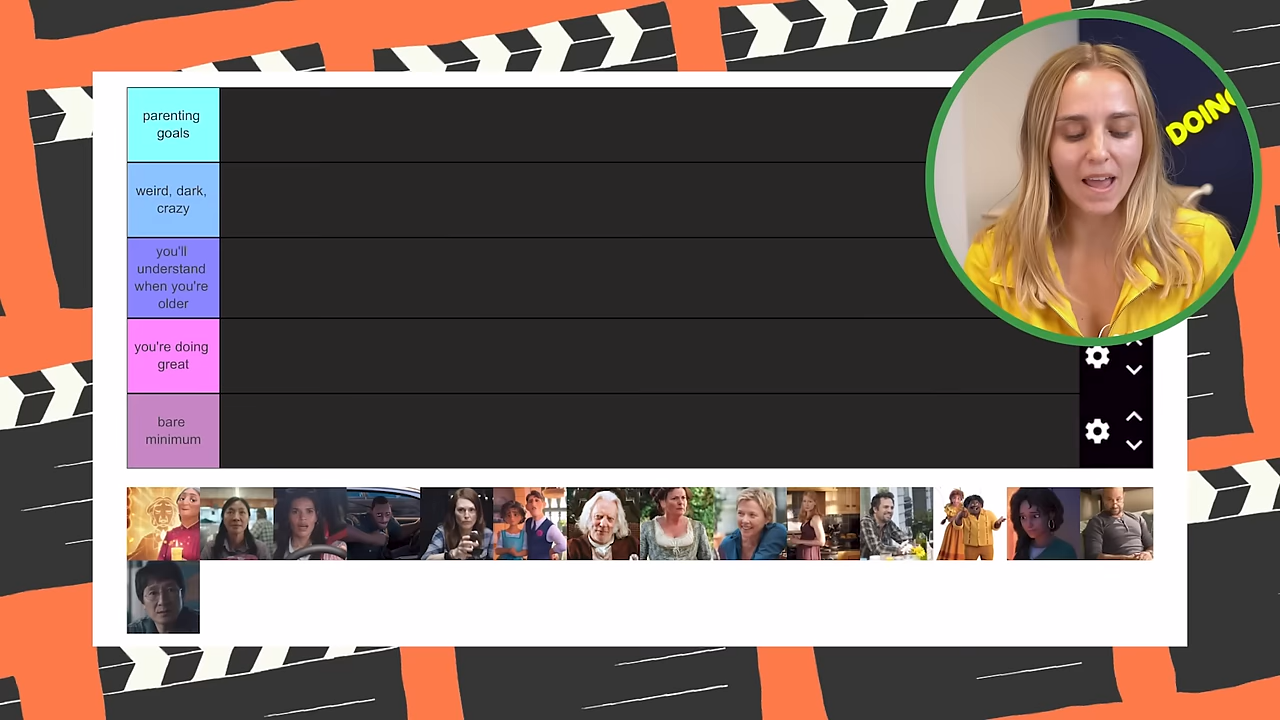 parenting
goals
weird, dark,
crazy
you'll
understand
when you're
older
you're doing
great
bare
minimum
DOING